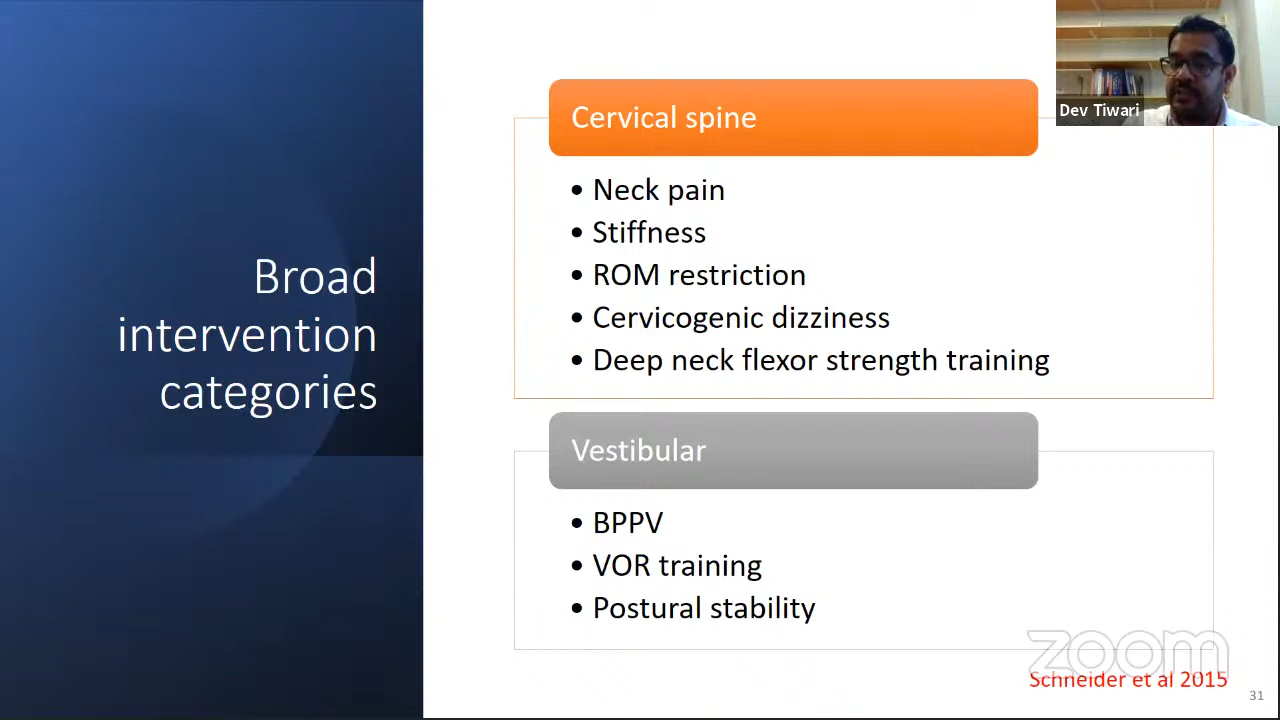 Broad
intervention
categories
Cervical spine
• Neck pain
• Stiffness
• ROM restriction
• Cervicogenic dizziness
• Deep neck flexor strength training
Vestibular
• BPPV
• VOR training
• Postural stability
Dev Tiwari
zoom
Schneider et al 2015
31